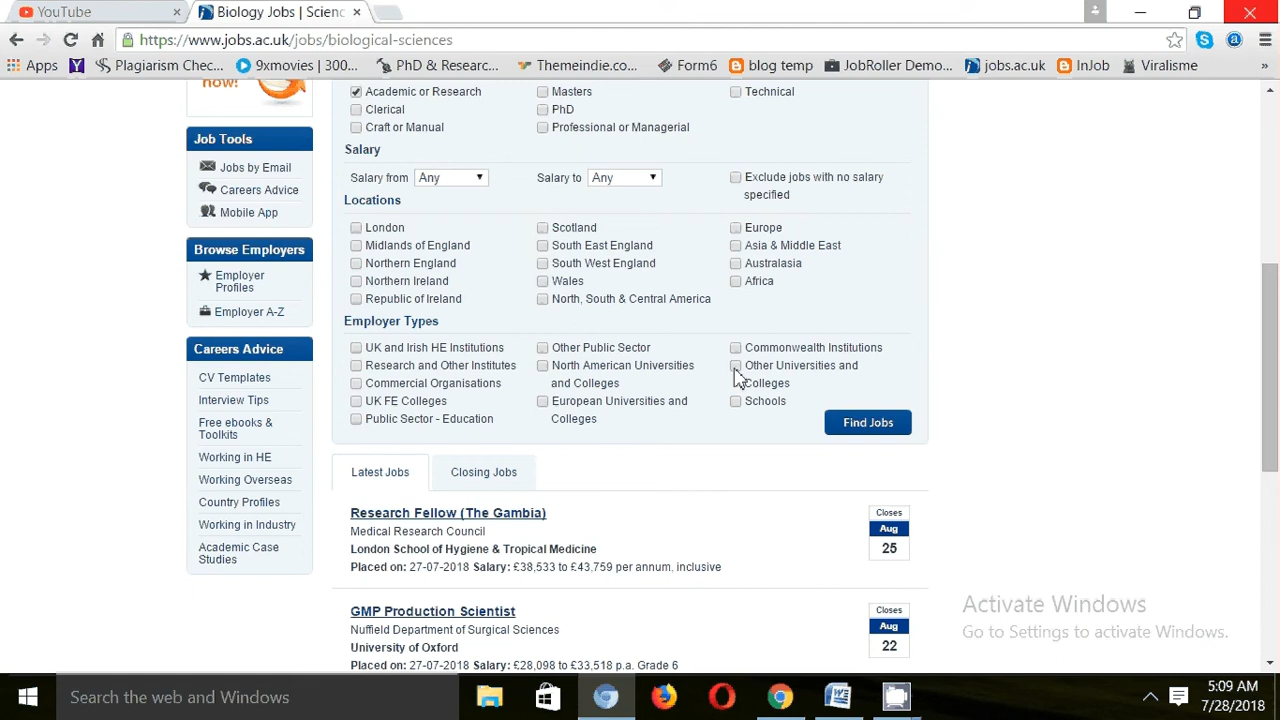 YouTube
Biology Jobs | Scienc
https://www.jobs.ac.uk/jobs/biological-sciences
Apps
Plagiarism Chec...
9xmovies | 300...
PhD & Researc...
Themeindie.co...
Form6
blog temp
JobRoller Demo...
jobs.ac.uk
InJob
Viralisme
»
now!
Job Tools
Jobs by Email
Careers Advice
Mobile App
Browse Employers
Employer
Profiles
Employer A-Z
Careers Advice
CV Templates
Interview Tips
Free ebooks &
Toolkits
Working in HE
Working Overseas
Country Profiles
Working in Industry
Academic Case
Studies
Academic or Research
Masters
Technical
Clerical
PhD
Craft or Manual
Professional or Managerial
Salary
Salary from Any
Salary to Any
Exclude jobs with no salary
specified
Locations
London
Scotland
Europe
Midlands of England
South East England
Asia & Middle East
Northern England
South West England
Australasia
Northern Ireland
Wales
Africa
Republic of Ireland
North, South & Central America
Employer Types
UK and Irish HE Institutions
Other Public Sector
Commonwealth Institutions
Research and Other Institutes
North American Universities
and Colleges
Other Universities and
Colleges
Commercial Organisations
UK FE Colleges
European Universities and
Colleges
Schools
Public Sector - Education
Find Jobs
Latest Jobs
Closing Jobs
Research Fellow (The Gambia)
Medical Research Council
London School of Hygiene & Tropical Medicine
Placed on: 27-07-2018 Salary: £38,533 to £43,759 per annum, inclusive
Closes
Aug
25
GMP Production Scientist
Nuffield Department of Surgical Sciences
University of Oxford
Placed on: 27-07-2018 Salary: £28,098 to £33,518 p.a. Grade 6
Closes
Aug
22
Activate Windows
Go to Settings to activate Windows.
Search the web and Windows
5:09 AM
7/28/2018